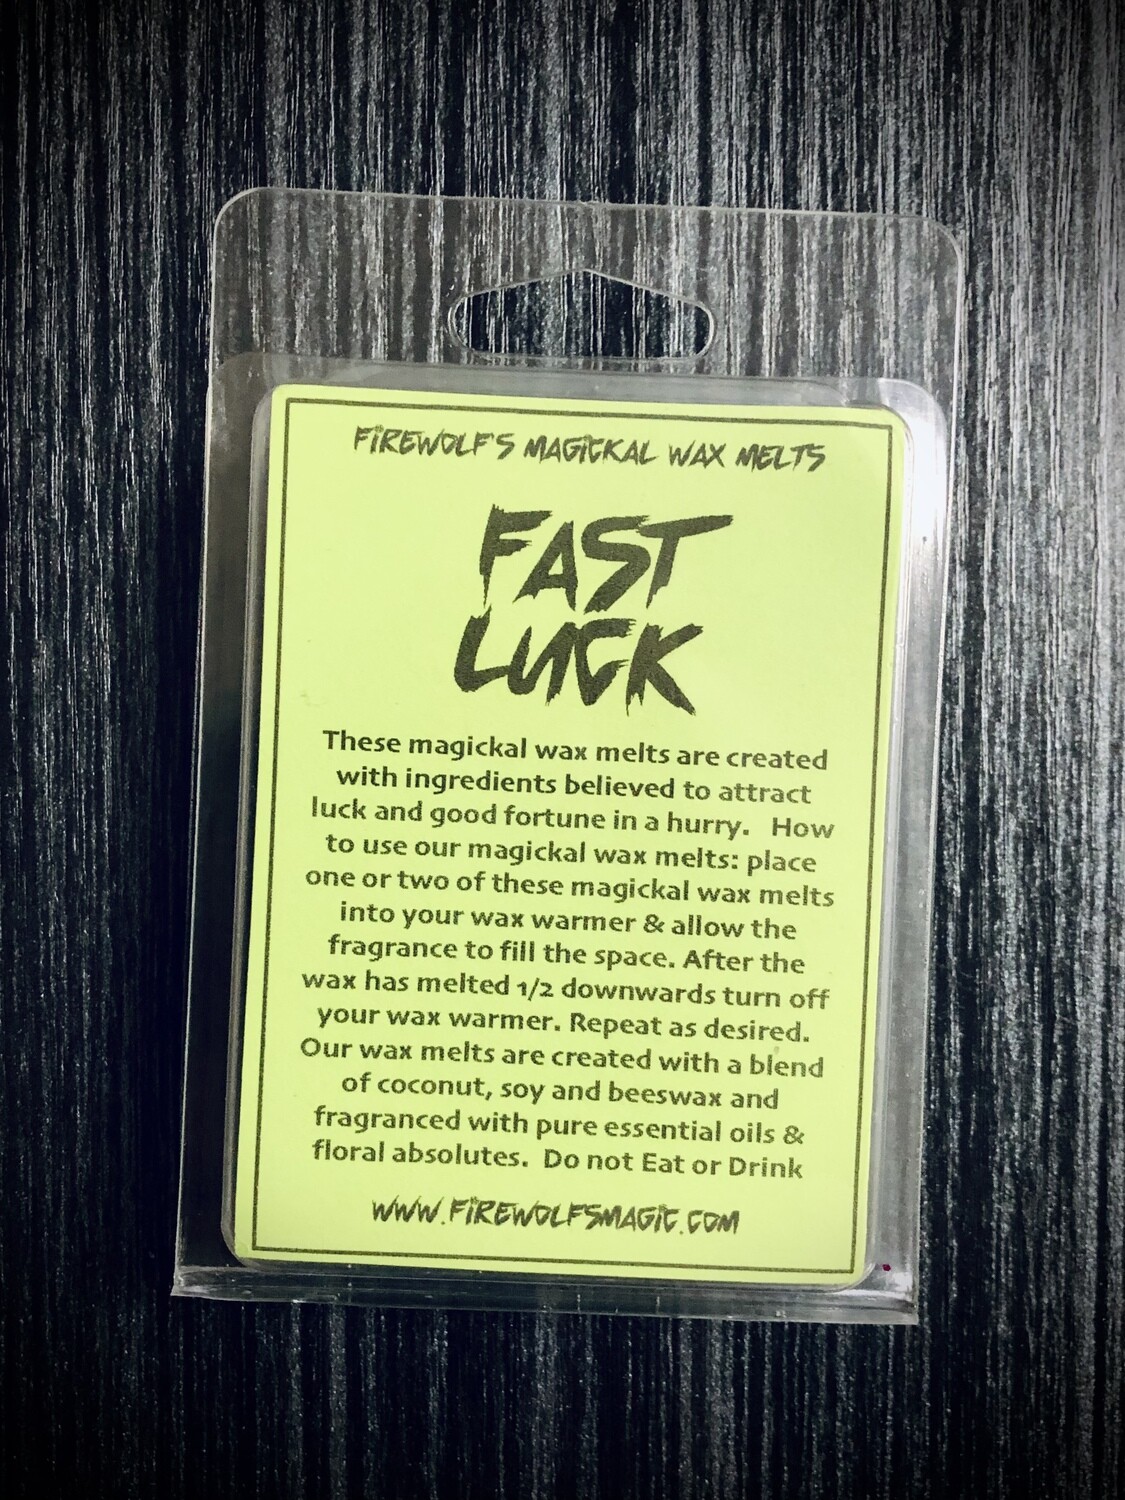 FIREWOLF'S MAGICKAL WAX MELTS
FAST
LUCK
These magickal wax melts are created
with ingredients believed to attract
luck and good fortune in a hurry.   How
to use our magickal wax melts: place
one or two of these magickal wax melts
into your wax warmer & allow the
fragrance to fill the space. After the
wax has melted 1/2 downwards turn off
your wax warmer. Repeat as desired.
Our wax melts are created with a blend
of coconut, soy and beeswax and
fragranced with pure essential oils &
floral absolutes.  Do not Eat or Drink
WWW.FIREWOLFSMAGIC.COM